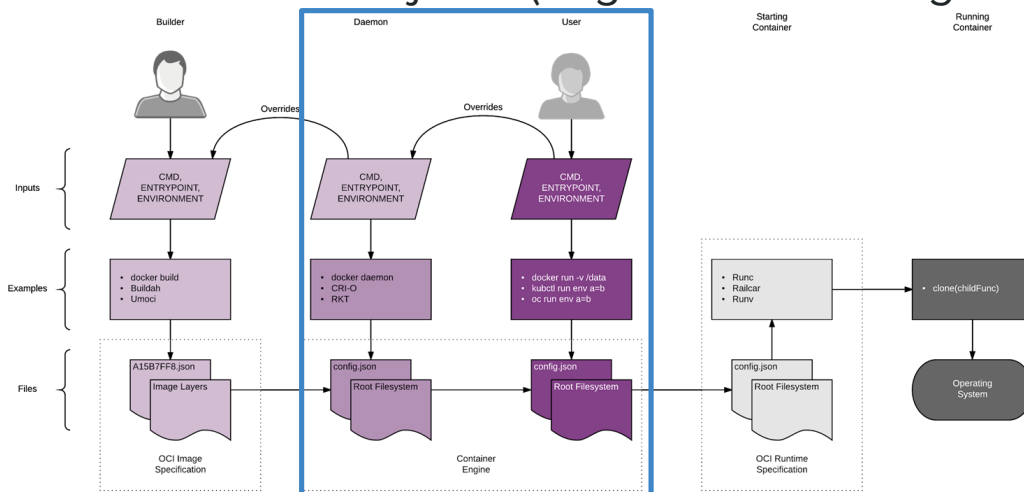 Builder
Daemon
User
Starting
Container
Running
Container
Overrides
Overrides
Inputs
CMD,
ENTRYPOINT,
ENVIRONMENT
CMD,
ENTRYPOINT,
ENVIRONMENT
CMD,
ENTRYPOINT,
ENVIRONMENT
Examples
• docker build
• Buildah
• Umoci
• docker daemon
• CRI-O
• RKT
• docker run -v /data
• kubctl run env a=b
• oc run env a=b
• Runc
• Railcar
• Runv
• clone(childFunc)
Files
A15B7FF8.json
Image Layers
config.json
Root Filesystem
config.json
Root Filesystem
config.json
Root Filesystem
Operating
System
OCI Image
Specification
Container
Engine
OCI Runtime
Specification